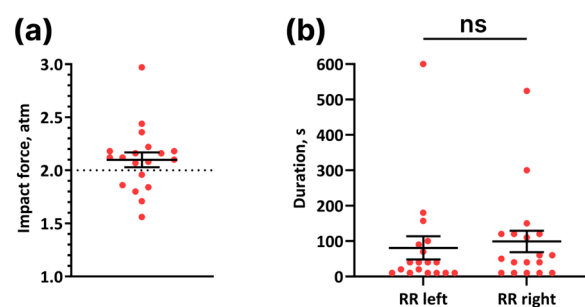 (a)
Impact force, atm
3.0
2.5
2.0
1.5
1.0
(b)
ns
Duration, s
600
500
400
300
200
100
0
RR left
RR right